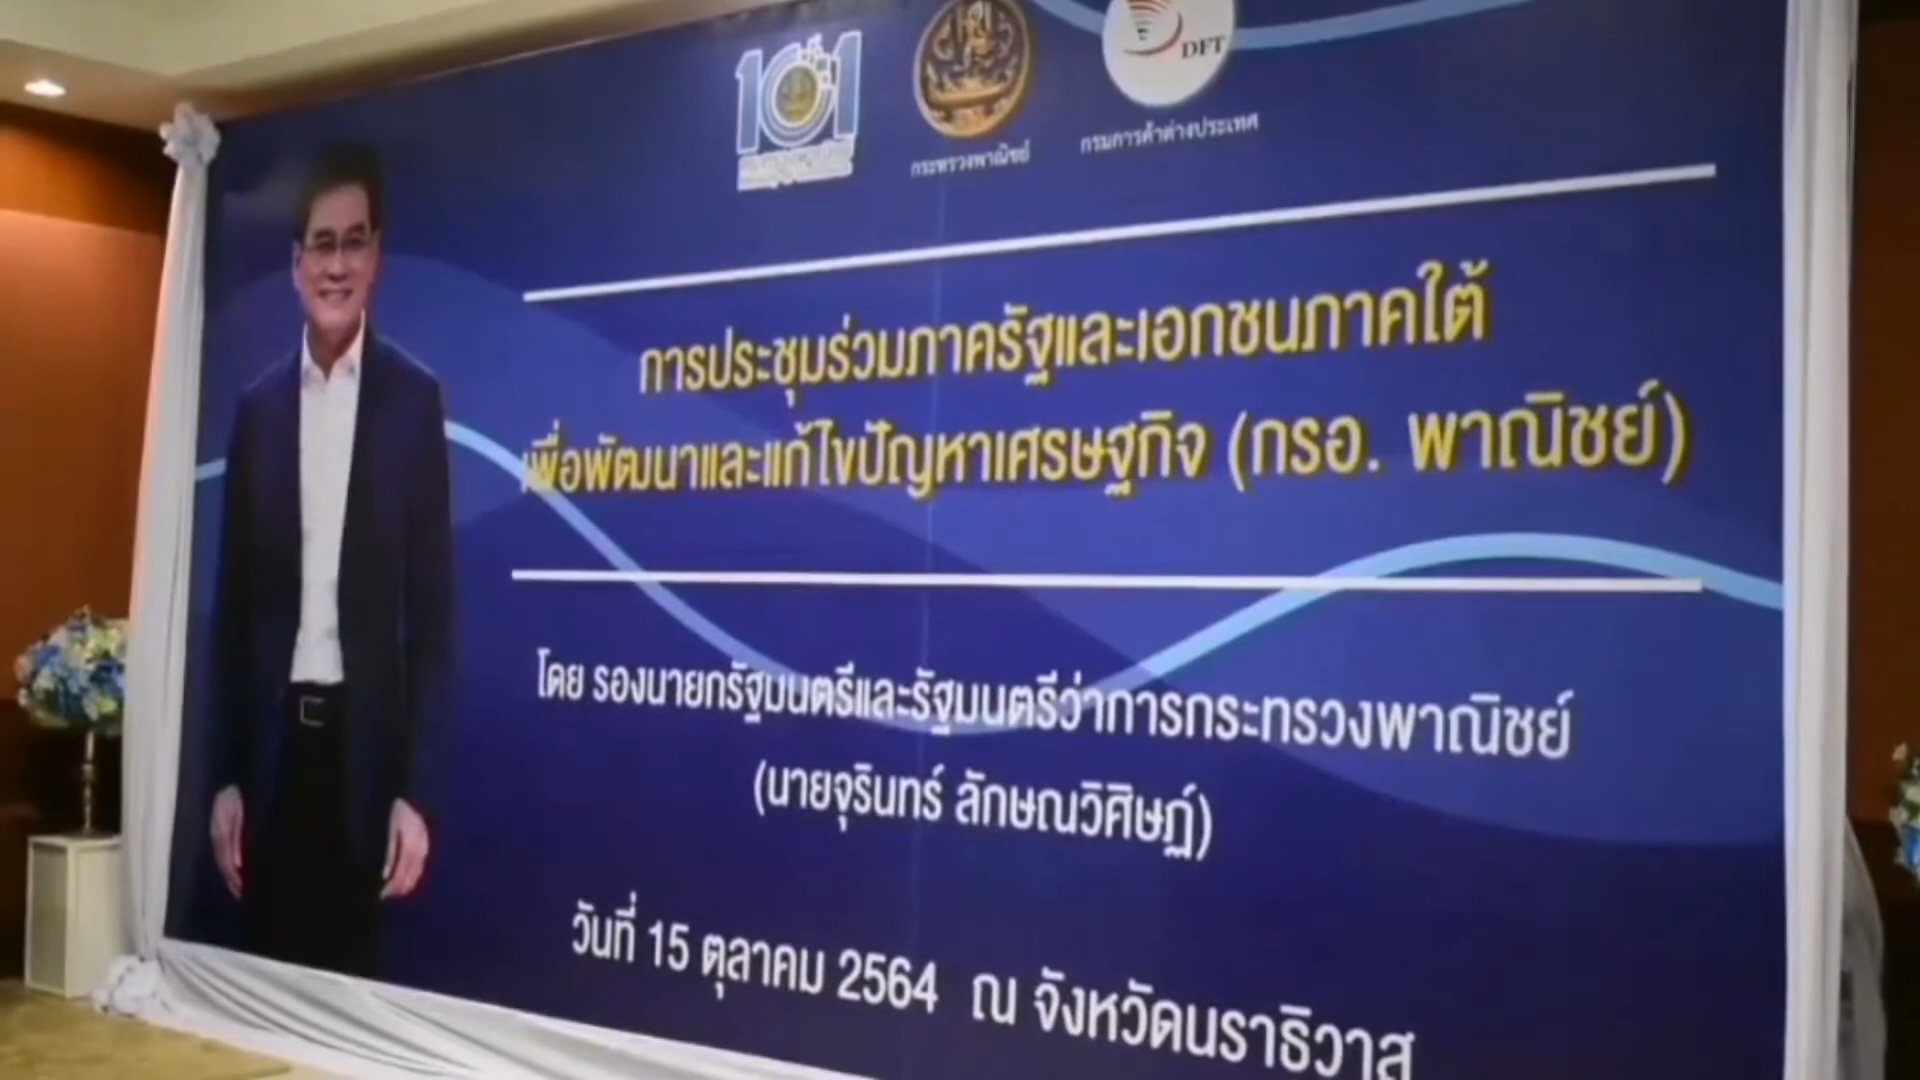 101
DFT
กระทรวงพาณิชย์
กรมการค้าต่างประเทศ
การประชุมร่วมภาครัฐและเอกชนภาคใต้
เพื่อพัฒนาและแก้ไขปัญหาเศรษฐกิจ (กรอ. พาณิชย์)
โดย รองนายกรัฐมนตรีและรัฐมนตรีว่าการกระทรวงพาณิชย์
(นายจุรินทร์ ลักษณวิศิษฏ์)
วันที่ 15 ตุลาคม 2564 ณ จังหวัดนราธิวาส